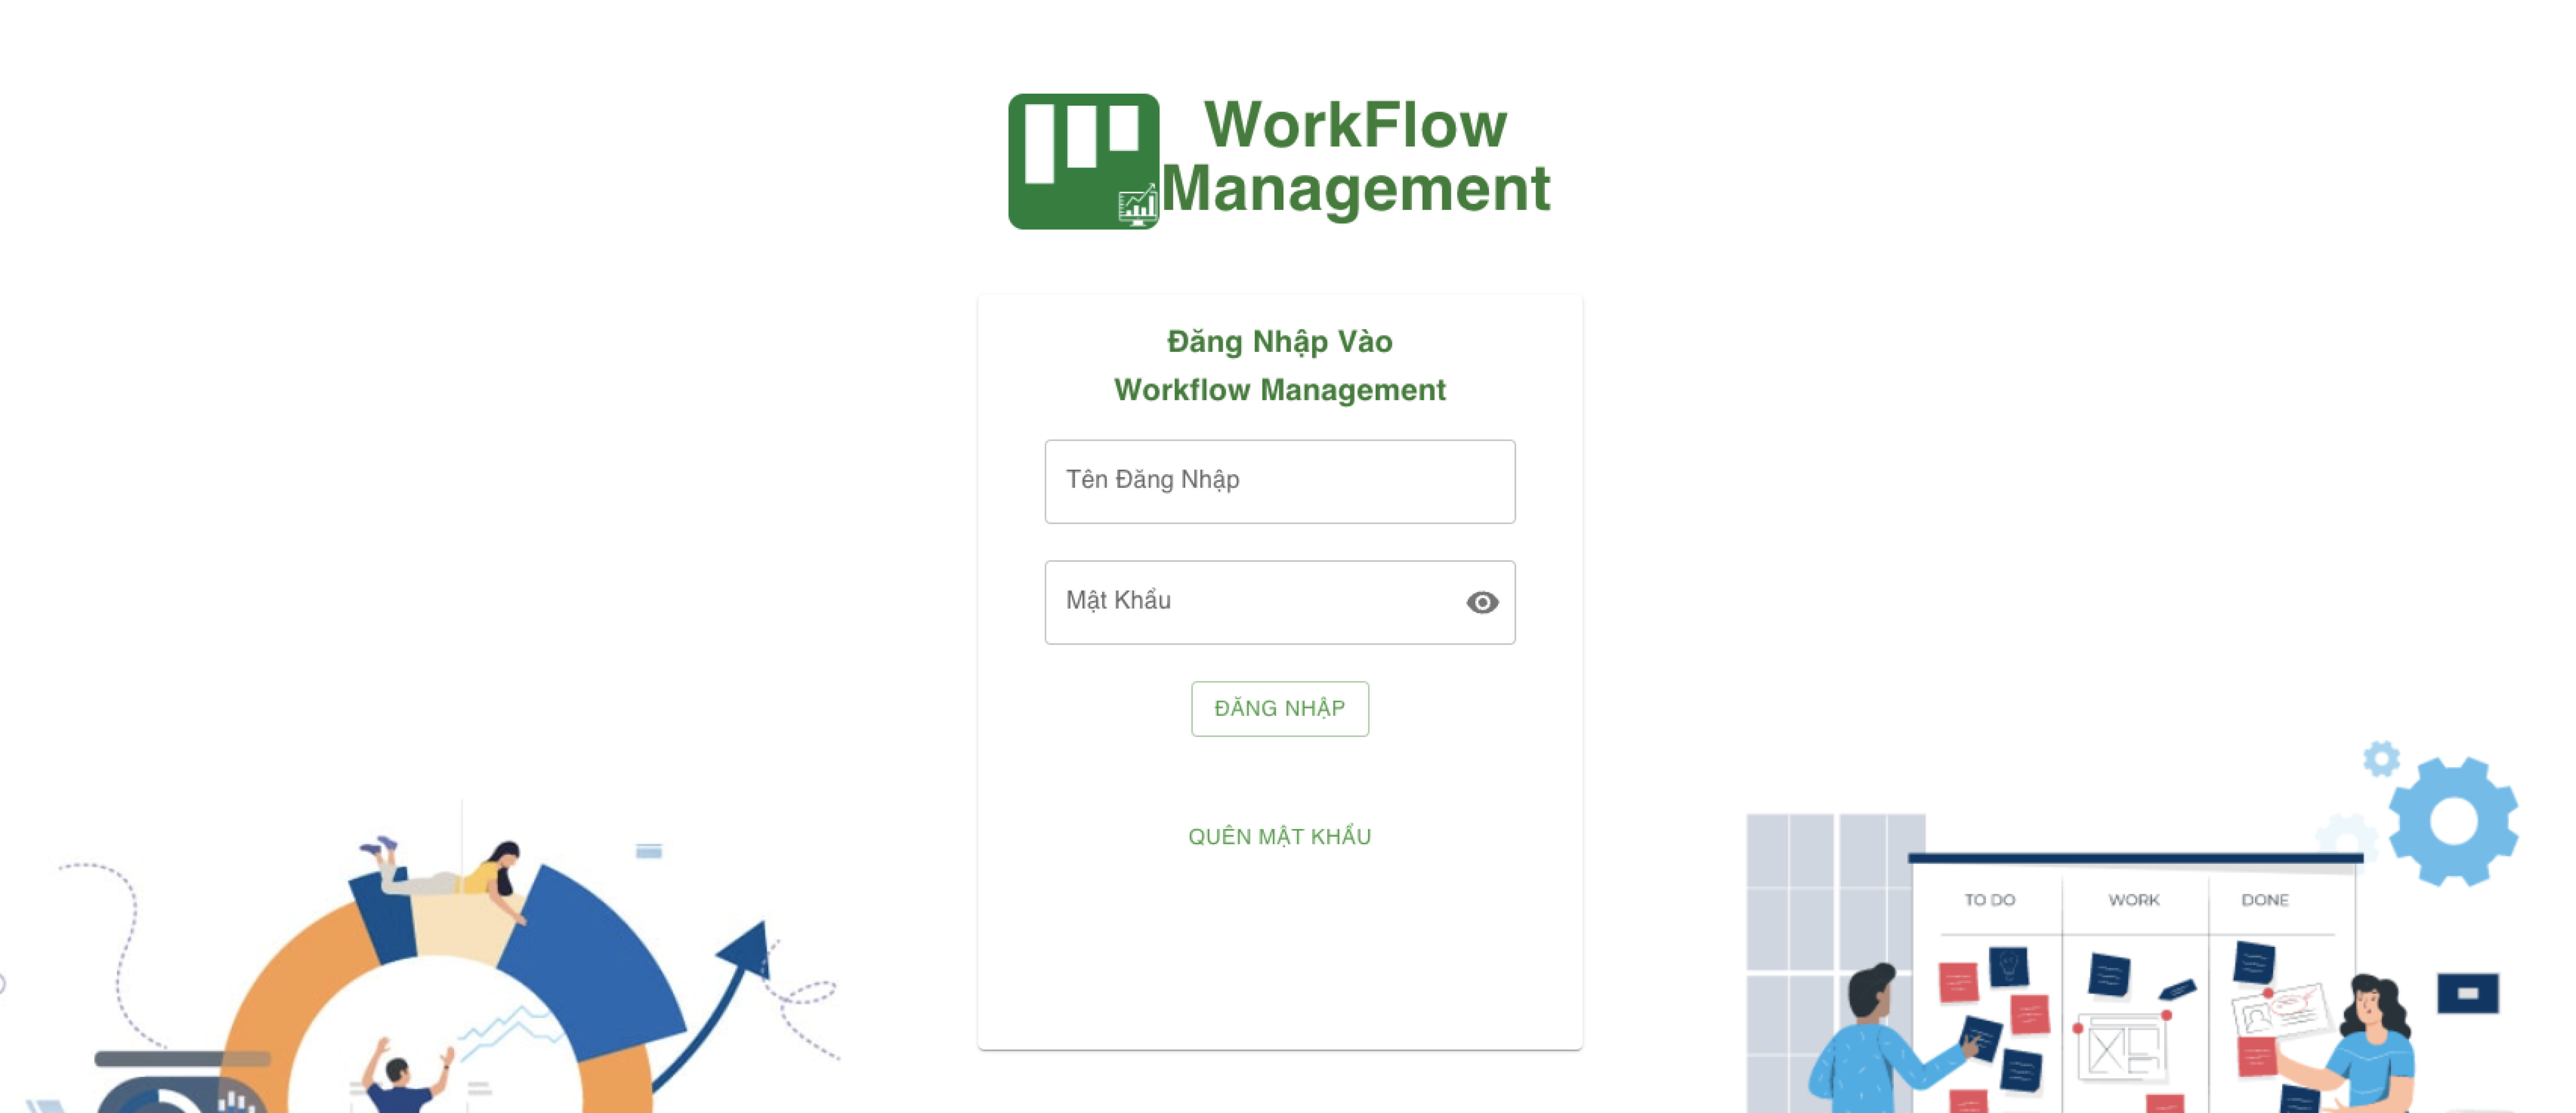 WorkFlow
Management
Đăng Nhập Vào
Workflow Management
Tên Đăng Nhập
Mật Khẩu
ĐĂNG NHẬP
QUÊN MẬT KHẨU
TO DO
WORK
DONE